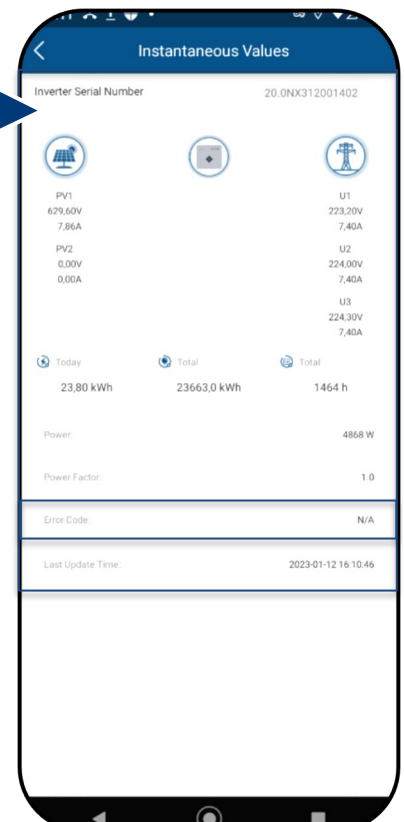 Instantaneous Values
Inverter Serial Number 20.0NX312001402
PV1 U1
629,60V 223,20V
7,86A 7,40A
PV2 U2
0,00V 224,00V
0,00A 7,40A
U3
224,30V
7,40A
Today Total Total
23,80 kWh 23663,0 kWh 1464 h
Power: 4868 W
Power Factor: 1.0
Error Code: N/A
Last Update Time: 2023-01-12 16:10:46